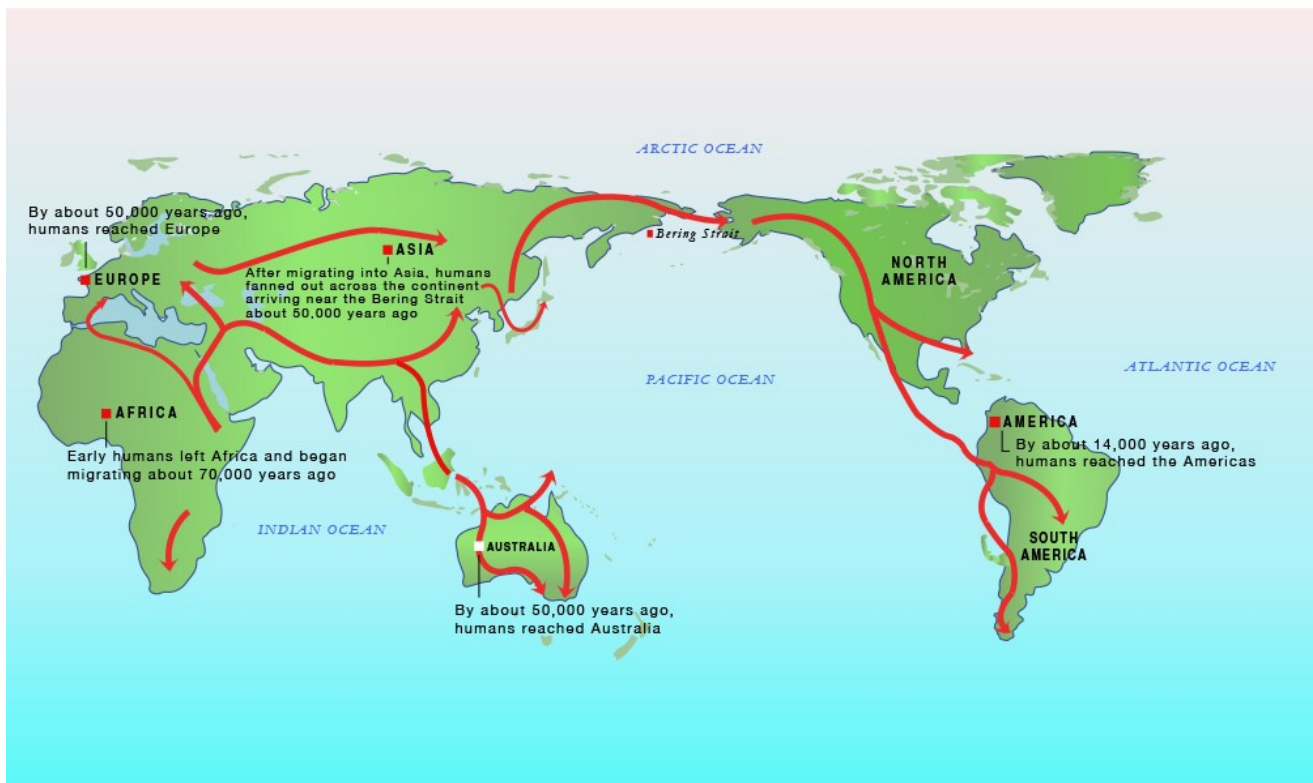 ARCTIC OCEAN
By about 50,000 years ago,
humans reached Europe
EUROPE
ASIA
After migrating into Asia, humans
fanned out across the continent
arriving near the Bering Strait
about 50,000 years ago
Bering Strait
NORTH
AMERICA
PACIFIC OCEAN
ATLANTIC OCEAN
AFRICA
Early humans left Africa and began
migrating about 70,000 years ago
AMERICA
By about 14,000 years ago,
humans reached the Americas
INDIAN OCEAN
AUSTRALIA
By about 50,000 years ago,
humans reached Australia
SOUTH
AMERICA